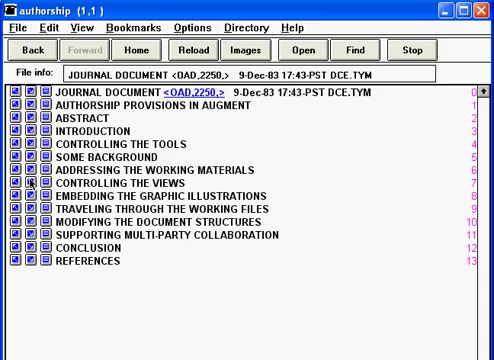 authorship (1,1 )
File Edit View Bookmarks Options Directory Help
Back Forward Home Reload Images Open Find Stop
File info: JOURNAL DOCUMENT <OAD,2250,> 9-Dec-83 17:43-PST DCE.TYM
JOURNAL DOCUMENT <OAD,2250,> 9-Dec-83 17:43-PST DCE.TYM 0
AUTHORSHIP PROVISIONS IN AUGMENT 1
ABSTRACT 2
INTRODUCTION 3
CONTROLLING THE TOOLS 4
SOME BACKGROUND 5
ADDRESSING THE WORKING MATERIALS 6
CONTROLLING THE VIEWS 7
EMBEDDING THE GRAPHIC ILLUSTRATIONS 8
TRAVELING THROUGH THE WORKING FILES 9
MODIFYING THE DOCUMENT STRUCTURES 10
SUPPORTING MULTI-PARTY COLLABORATION 11
CONCLUSION 12
REFERENCES 13